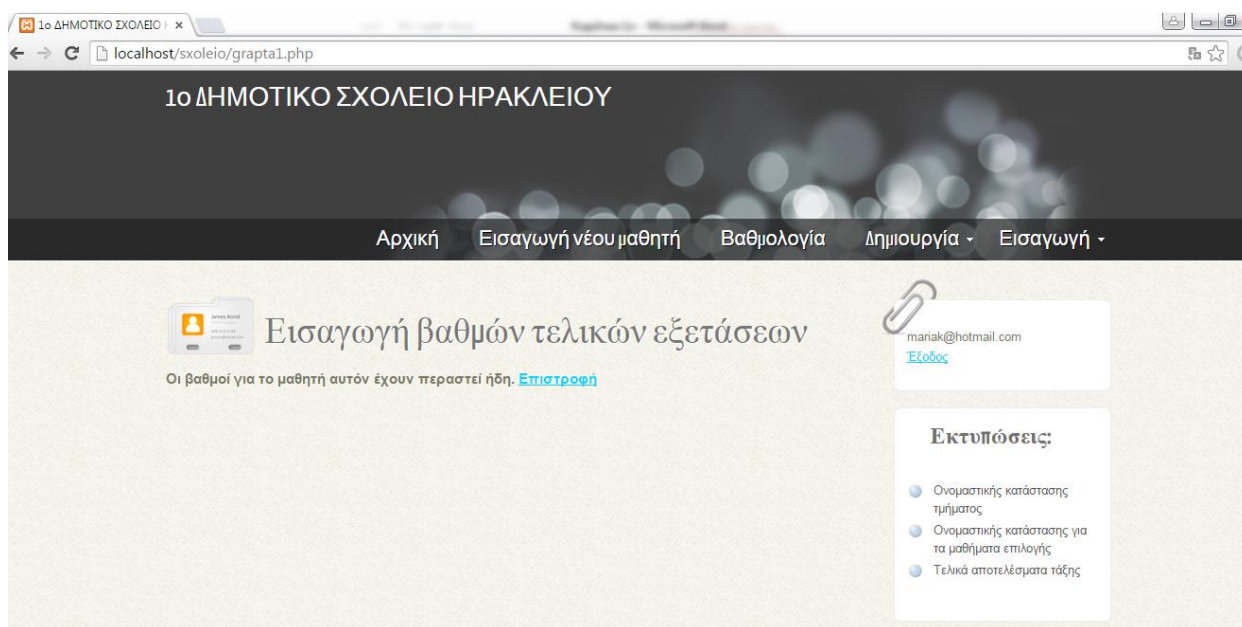 1ο ΔΗΜΟΤΙΚΟ ΣΧΟΛΕΙΟ
localhost/sxoleio/grapta1.php
1ο ΔΗΜΟΤΙΚΟ ΣΧΟΛΕΙΟ ΗΡΑΚΛΕΙΟΥ
Αρχική Εισαγωγή νέου μαθητή Βαθμολογία Δημιουργία Εισαγωγή
James Bond
Εισαγωγή βαθμών τελικών εξετάσεων
Οι βαθμοί για το μαθητή αυτόν έχουν περαστεί ήδη. Επιστροφή
mariak@hotmail.com
Έξοδος
Εκτυπώσεις:
Ονομαστικής κατάστασης
τμήματος
Ονομαστικής κατάστασης για
τα μαθήματα επιλογής
Τελικά αποτελέσματα τάξης